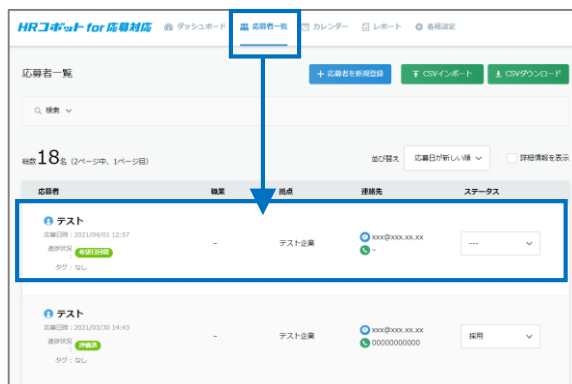 HRコボット for 応募対応 ダッシュボード 応募者一覧 カレンダー レポート 各種設定
応募者一覧 + 応募者を新規登録 CSVインポート CSVダウンロード
検索
総数18名 (2ページ中、1ページ目) 並び替え 応募日が新しい順 詳細情報を表示
応募者 職業 拠点 連絡先 ステータス
テスト
応募日時：2021/04/01 12:57
進捗状況
タグ：なし
- テスト企業 xxx@xxx.xx.xx ---
-
テスト
応募日時：2021/03/30 14:43
進捗状況 評価済
タグ：なし
- テスト企業 xxx@xxx.xx.xx 採用
00000000000